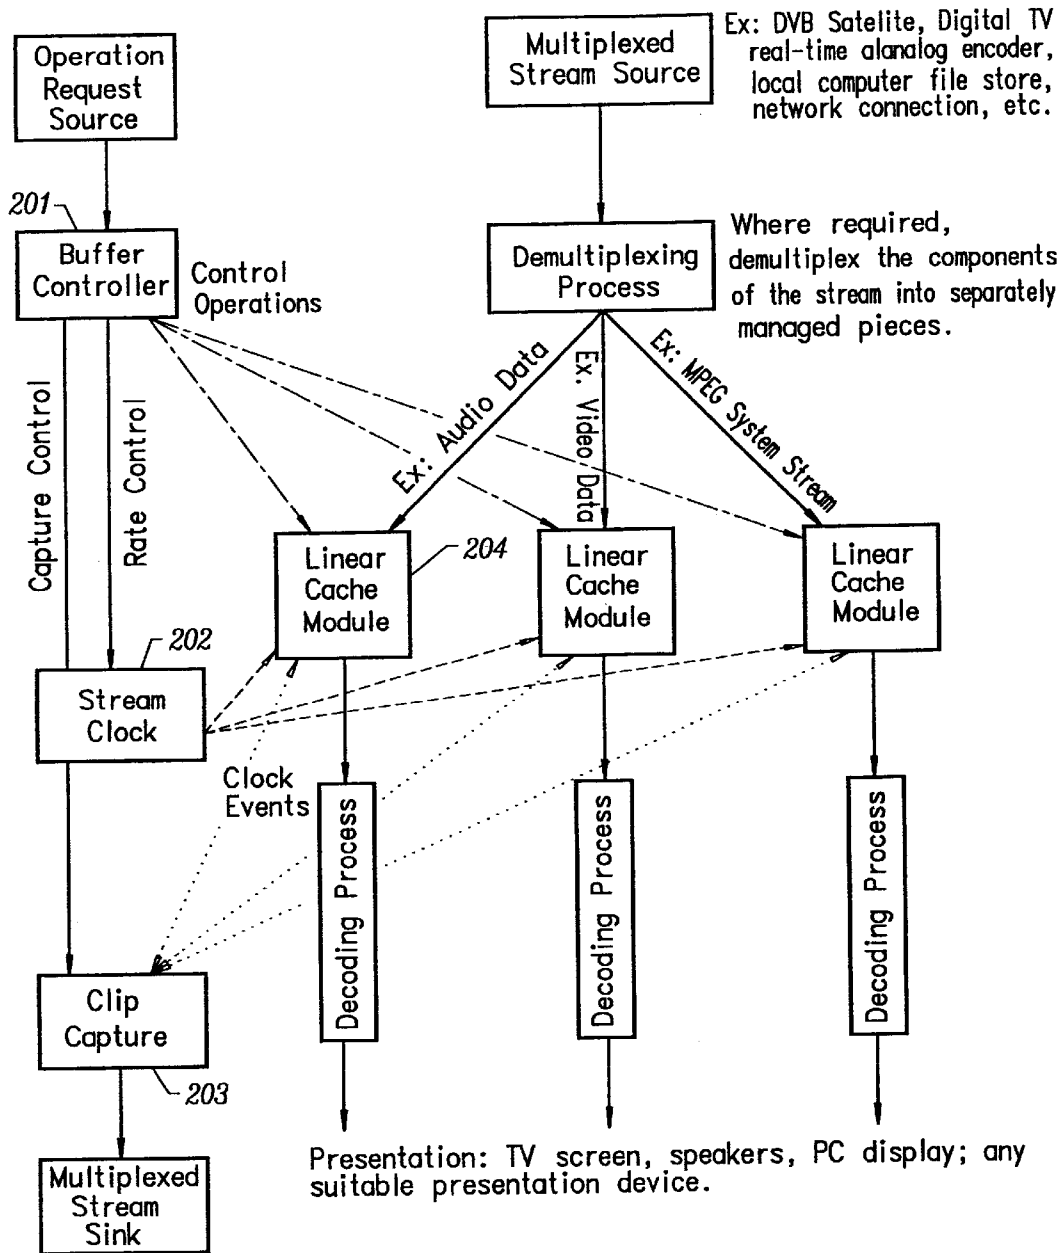 Operation
Request
Source
Multiplexed
Stream Source
Ex: DVB Satelite, Digital TV
real-time alanalog encoder,
local computer file store,
network connection, etc.
201
Buffer
Controller
Control
Operations
Demultiplexing
Process
Where required,
demultiplex the components
of the stream into separately
managed pieces.
Capture Control
Rate Control
Ex: Audio Data
Ex. Video Data
Ex: MPEG System Stream
Linear
Cache
Module
204
Linear
Cache
Module
Linear
Cache
Module
202
Stream
Clock
Clock
Events
Decoding Process
Decoding Process
Decoding Process
Clip
Capture
203
Multiplexed
Stream
Sink
Presentation: TV screen, speakers, PC display; any
suitable presentation device.